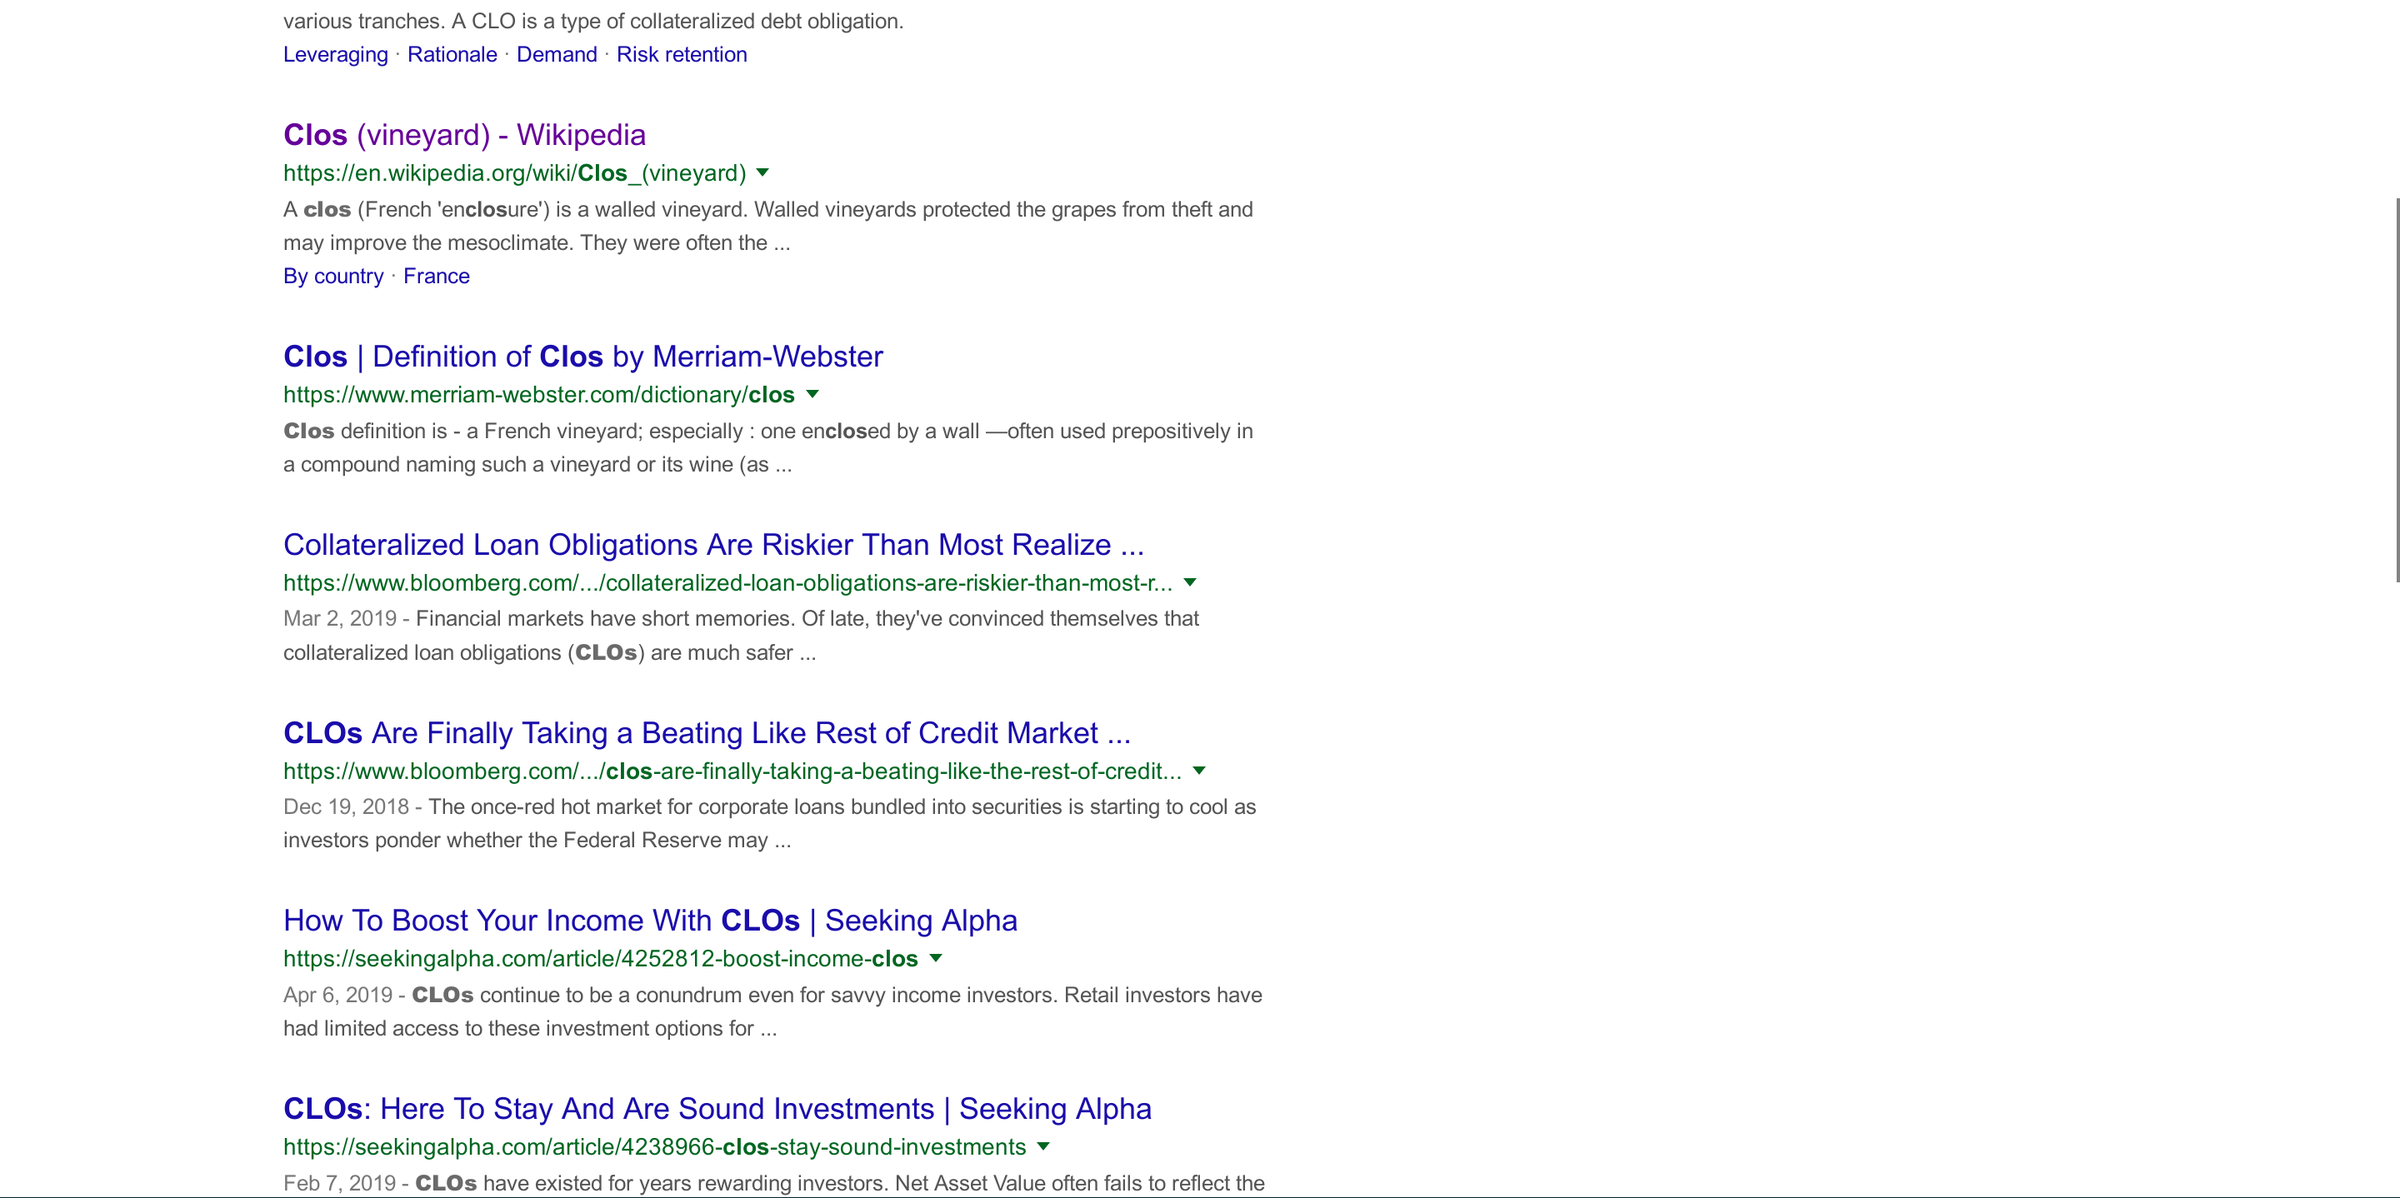 various tranches. A CLO is a type of collateralized debt obligation.
Leveraging · Rationale · Demand · Risk retention
Clos (vineyard) - Wikipedia
https://en.wikipedia.org/wiki/Clos_(vineyard)
A clos (French 'enclosure') is a walled vineyard. Walled vineyards protected the grapes from theft and
may improve the mesoclimate. They were often the ...
By country · France
Clos | Definition of Clos by Merriam-Webster
https://www.merriam-webster.com/dictionary/clos
Clos definition is - a French vineyard; especially : one enclosed by a wall —often used prepositively in
a compound naming such a vineyard or its wine (as ...
Collateralized Loan Obligations Are Riskier Than Most Realize ...
https://www.bloomberg.com/.../collateralized-loan-obligations-are-riskier-than-most-r...
Mar 2, 2019 - Financial markets have short memories. Of late, they've convinced themselves that
collateralized loan obligations (CLOs) are much safer ...
CLOs Are Finally Taking a Beating Like Rest of Credit Market ...
https://www.bloomberg.com/.../clos-are-finally-taking-a-beating-like-the-rest-of-credit...
Dec 19, 2018 - The once-red hot market for corporate loans bundled into securities is starting to cool as
investors ponder whether the Federal Reserve may ...
How To Boost Your Income With CLOs | Seeking Alpha
https://seekingalpha.com/article/4252812-boost-income-clos
Apr 6, 2019 - CLOs continue to be a conundrum even for savvy income investors. Retail investors have
had limited access to these investment options for ...
CLOs: Here To Stay And Are Sound Investments | Seeking Alpha
https://seekingalpha.com/article/4238966-clos-stay-sound-investments
Feb 7, 2019 - CLOs have existed for years rewarding investors. Net Asset Value often fails to reflect the